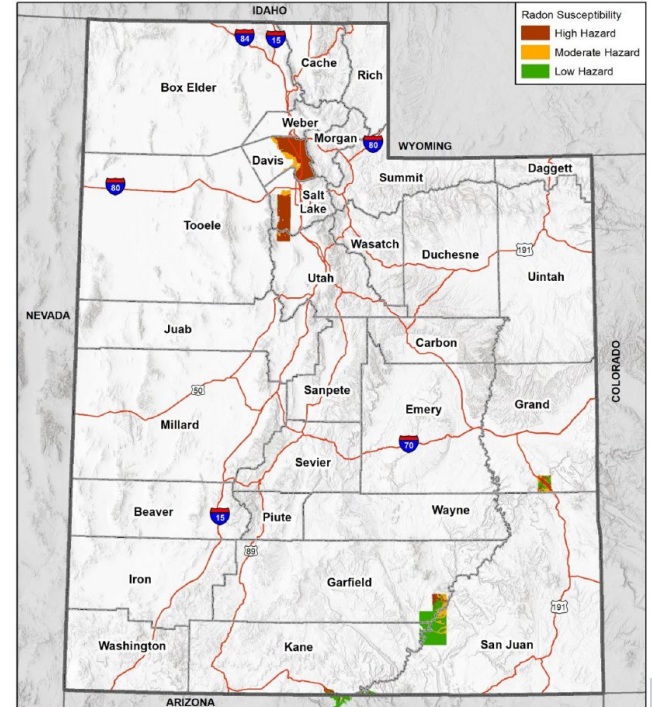 IDAHO
Radon Susceptibility
High Hazard
Moderate Hazard
Low Hazard
84
15
Cache
Rich
Box Elder
Weber
Morgan
80
WYOMING
Davis
Summit
Daggett
80
Salt
Lake
Tooele
Wasatch
Duchesne
191
Uintah
Utah
NEVADA
Juab
Carbon
COLORADO
50
Sanpete
Emery
Grand
Millard
70
Sevier
Beaver
15
Piute
Wayne
89
Iron
Garfield
191
Washington
Kane
San Juan
ARIZONA